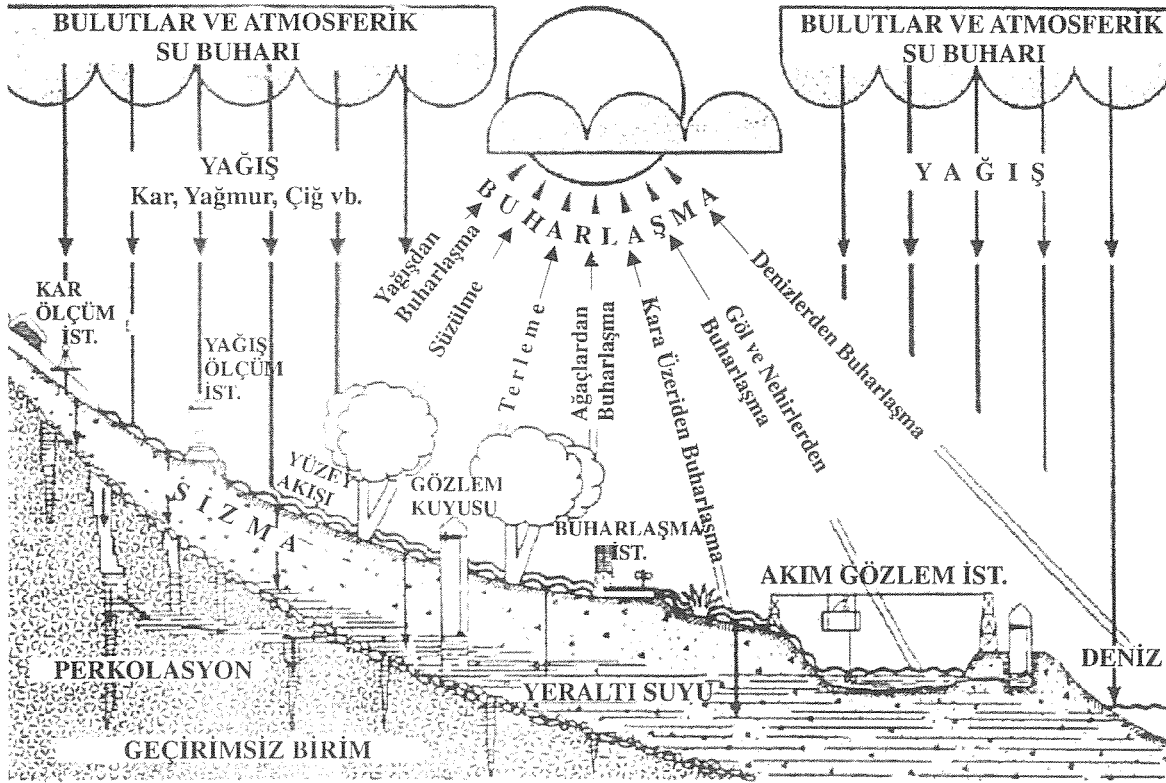 BULUTLAR VE ATMOSFERİK
SU BUHARI
BULUTLAR VE ATMOSFERİK
SU BUHARI
YAĞIŞ
Kar, Yağmur, Çiğ vb.
YAĞIŞ
BUHARLAŞMA
Yağışdan
Buharlaşma
Süzülme
Terleme
Ağaçlardan
Buharlaşma
Kara Üzeriden Buharlaşma
Göl ve Nehirlerden
Buharlaşma
Denizlerden Buharlaşma
KAR
ÖLÇÜM
İST.
YAĞIŞ
ÖLÇÜM
İST.
YÜZEY
AKIŞI
GÖZLEM
KUYUSU
SİZMA
BUHARLAŞMA
İST.
AKIM GÖZLEM İST.
DENİZ
PERKOLASYON
YERALTI SUYU
GEÇİRİMSİZ BİRİM